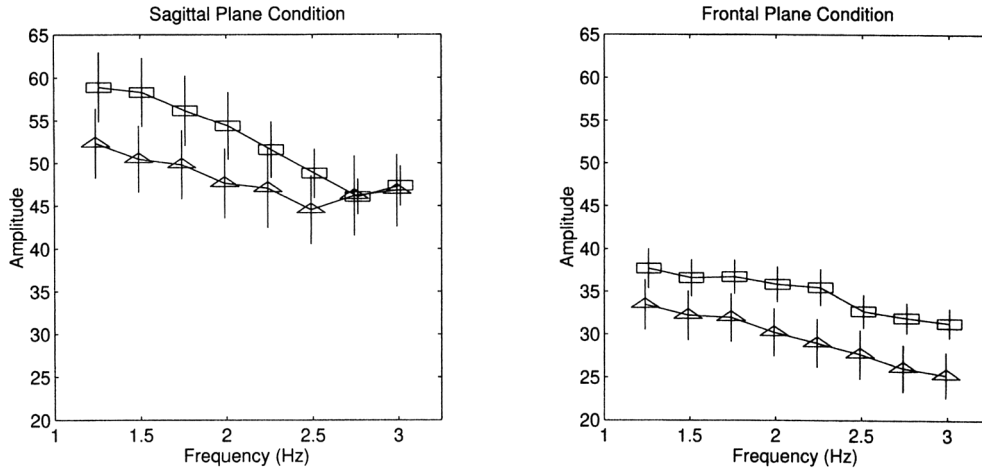 Sagittal Plane Condition
65
60
55
50
45
40
35
30
25
20
Amplitude
1 1.5 2 2.5 3
Frequency (Hz)
Frontal Plane Condition
65
60
55
50
45
40
35
30
25
20
Amplitude
1 1.5 2 2.5 3
Frequency (Hz)